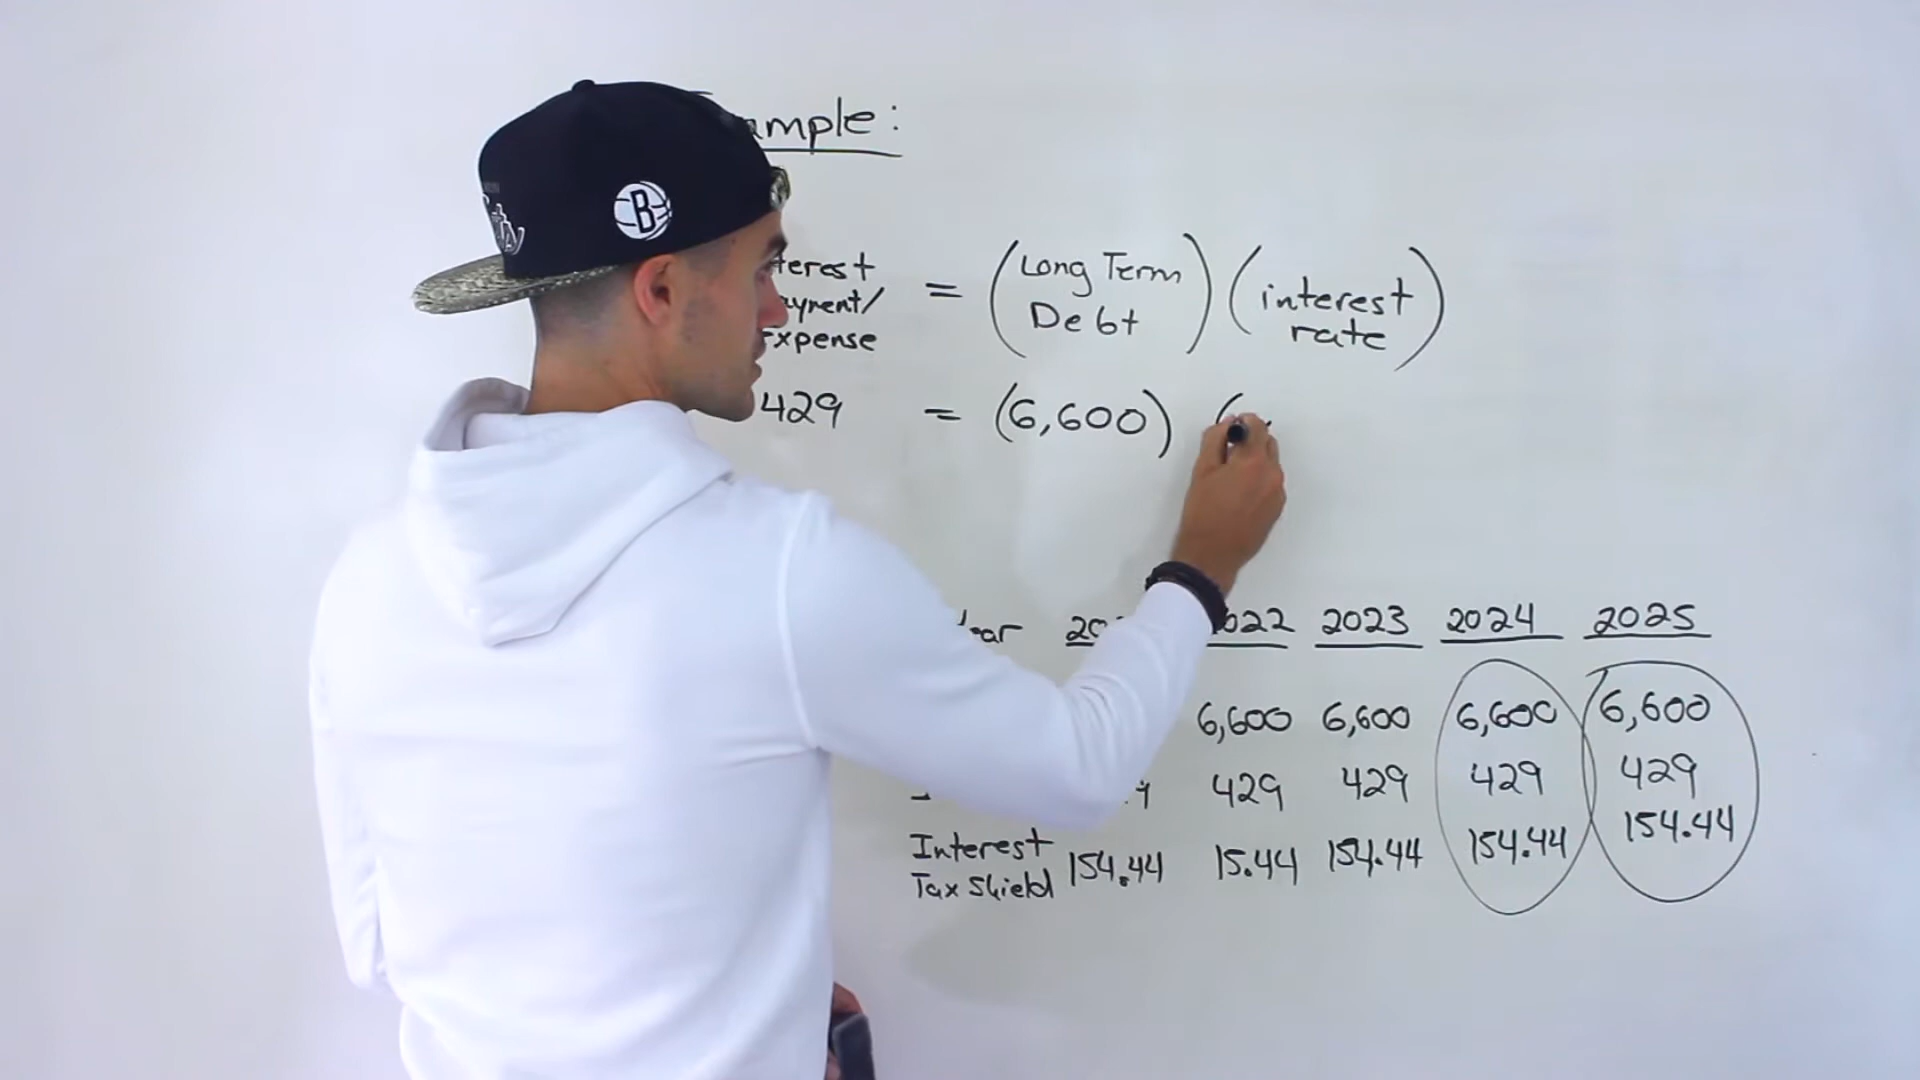 ample:
terest
ayment/
expense
= (Long Term Debt) (interest rate)
429 = (6,600) (
ear 20 022 2023 2024 2025
6,600 6,600 6,600 6,600
429 429 429 429
Interest Tax Shield 154.44 15.44 154.44 154.44 154.44
B